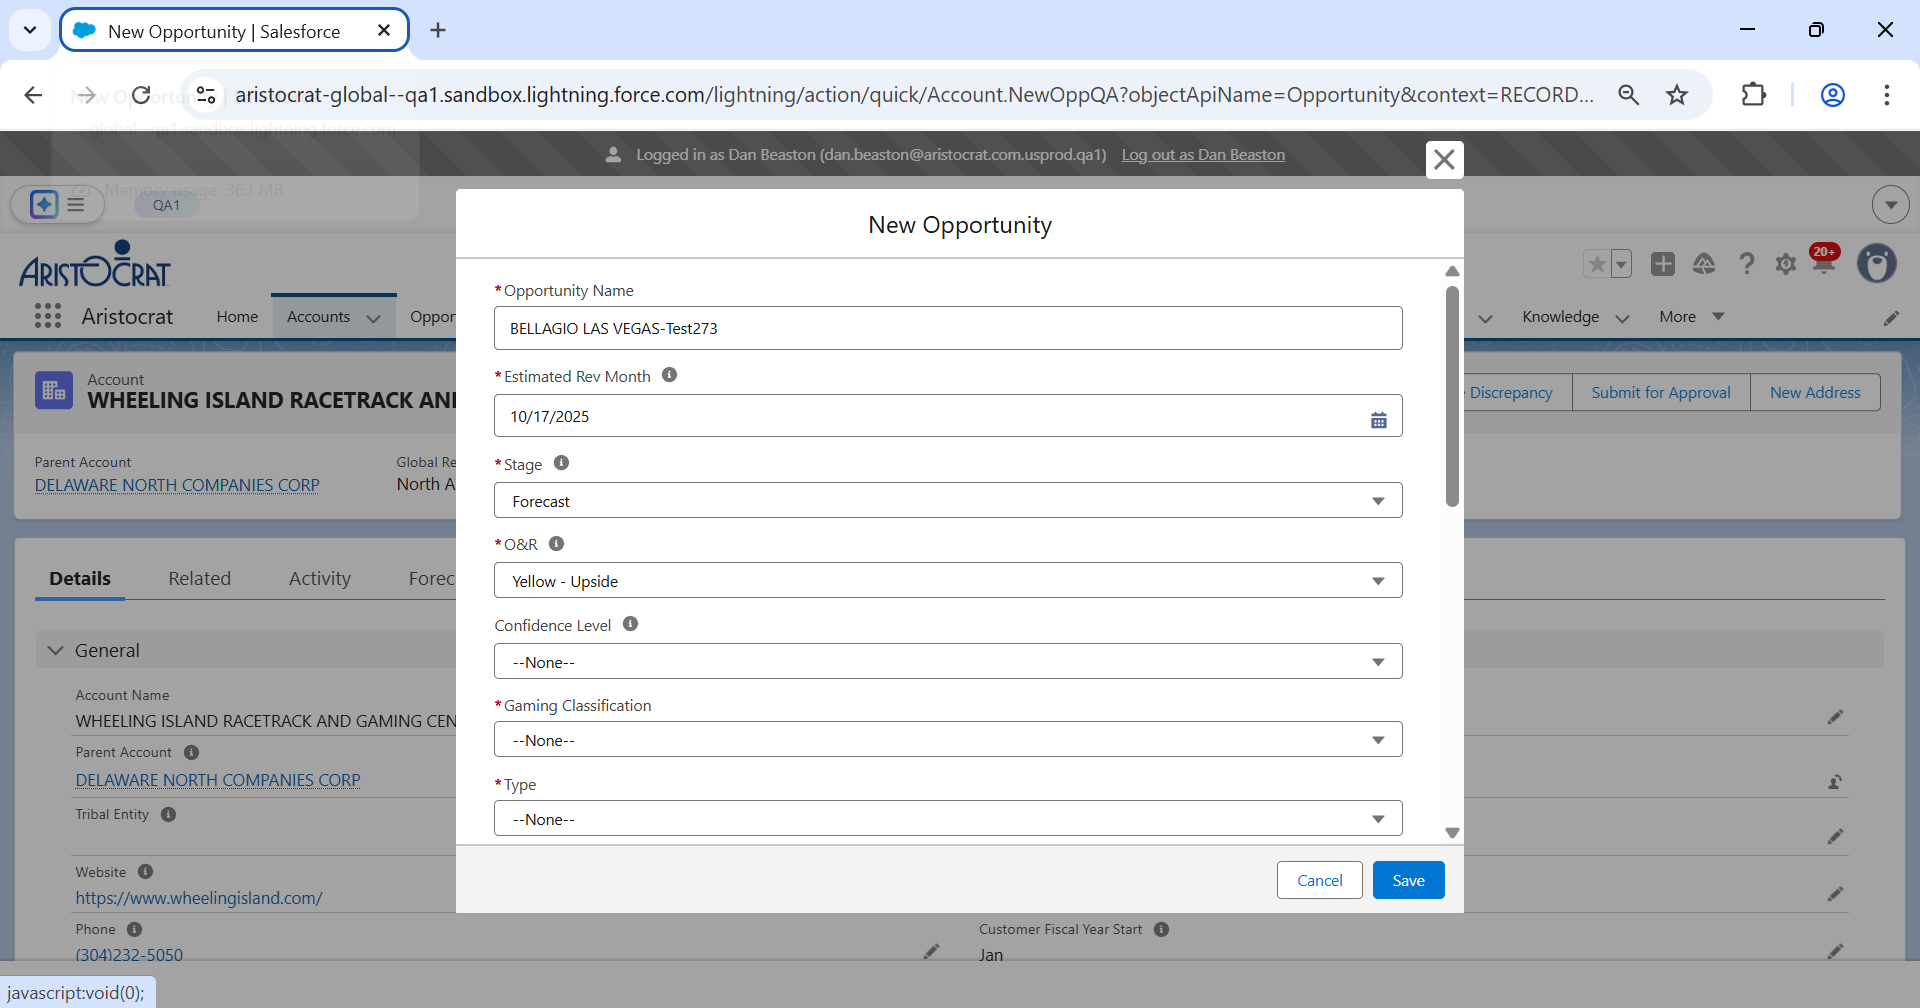 New Opportunity | Salesforce
aristocrat-global--qa1.sandbox.lightning.force.com/lightning/action/quick/Account.NewOppQA?objectApiName=Opportunity&context=RECORD...
Logged in as Dan Beaston (dan.beaston@aristocrat.com.usprod.qa1) Log out as Dan Beaston
Memory usage: 363 MB
QA1
ARISTOCRAT
20+
Aristocrat
Home
Accounts
Oppor
Knowledge
More
Account
WHEELING ISLAND RACETRACK AN
Discrepancy
Submit for Approval
New Address
Parent Account
DELAWARE NORTH COMPANIES CORP
Global Re
North A
Details
Related
Activity
Forec
General
Account Name
WHEELING ISLAND RACETRACK AND GAMING CEN
Parent Account
DELAWARE NORTH COMPANIES CORP
Tribal Entity
Website
https://www.wheelingisland.com/
Phone
(304)232-5050
Customer Fiscal Year Start
Jan
New Opportunity
*Opportunity Name
BELLAGIO LAS VEGAS-Test273
*Estimated Rev Month
10/17/2025
*Stage
Forecast
*O&R
Yellow - Upside
Confidence Level
--None--
*Gaming Classification
--None--
*Type
--None--
Cancel
Save
javascript:void(0);